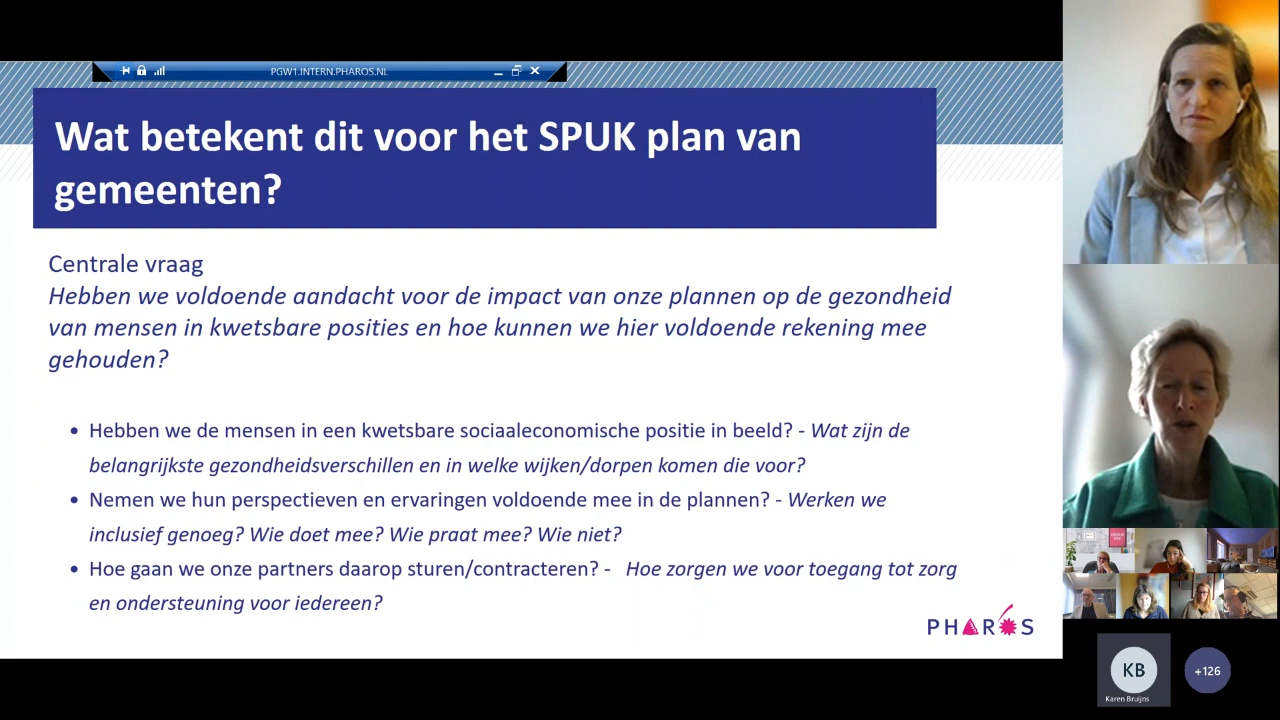 PGW1.INTERN.PHAROS.NL
Wat betekent dit voor het SPUK plan van
gemeenten?
Centrale vraag
Hebben we voldoende aandacht voor de impact van onze plannen op de gezondheid
van mensen in kwetsbare posities en hoe kunnen we hier voldoende rekening mee
gehouden?
• Hebben we de mensen in een kwetsbare sociaaleconomische positie in beeld? - Wat zijn de
belangrijkste gezondheidsverschillen en in welke wijken/dorpen komen die voor?
• Nemen we hun perspectieven en ervaringen voldoende mee in de plannen? - Werken we
inclusief genoeg? Wie doet mee? Wie praat mee? Wie niet?
• Hoe gaan we onze partners daarop sturen/contracteren? - Hoe zorgen we voor toegang tot zorg
en ondersteuning voor iedereen?
PHAROS
KB
Karen Bruijns
+126